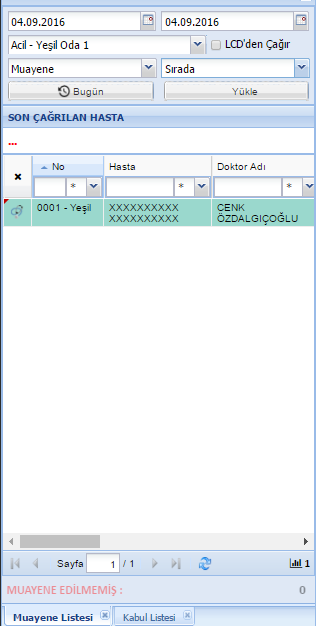 04.09.2016 04.09.2016
Acil - Yeşil Oda 1 LCD'den Çağır
Muayene Sırada
Bugün Yükle
SON ÇAĞRILAN HASTA
...
No Hasta Doktor Adı
* * *
0001 - Yeşil XXXXXXXXXX CENK
XXXXXXXXXX ÖZDALGIÇOĞLU
Sayfa 1 / 1 1
MUAYENE EDİLMEMİŞ : 0
Muayene Listesi Kabul Listesi